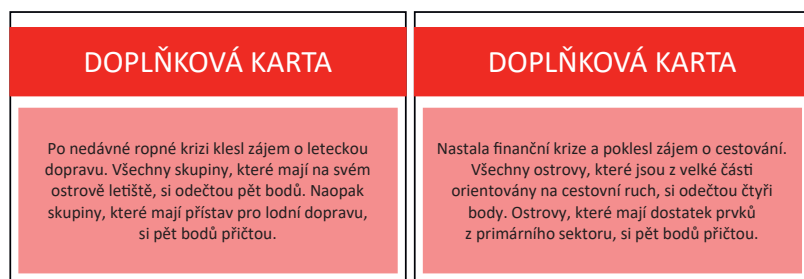 DOPLŇKOVÁ KARTA
Po nedávné ropné krizi klesl zájem o leteckou
dopravu. Všechny skupiny, které mají na svém
ostrově letiště, si odečtou pět bodů. Naopak
skupiny, které mají přístav pro lodní dopravu,
si pět bodů přičtou.
DOPLŇKOVÁ KARTA
Nastala finanční krize a poklesl zájem o cestování.
Všechny ostrovy, které jsou z velké části
orientovány na cestovní ruch, si odečtou čtyři
body. Ostrovy, které mají dostatek prvků
z primárního sektoru, si pět bodů přičtou.